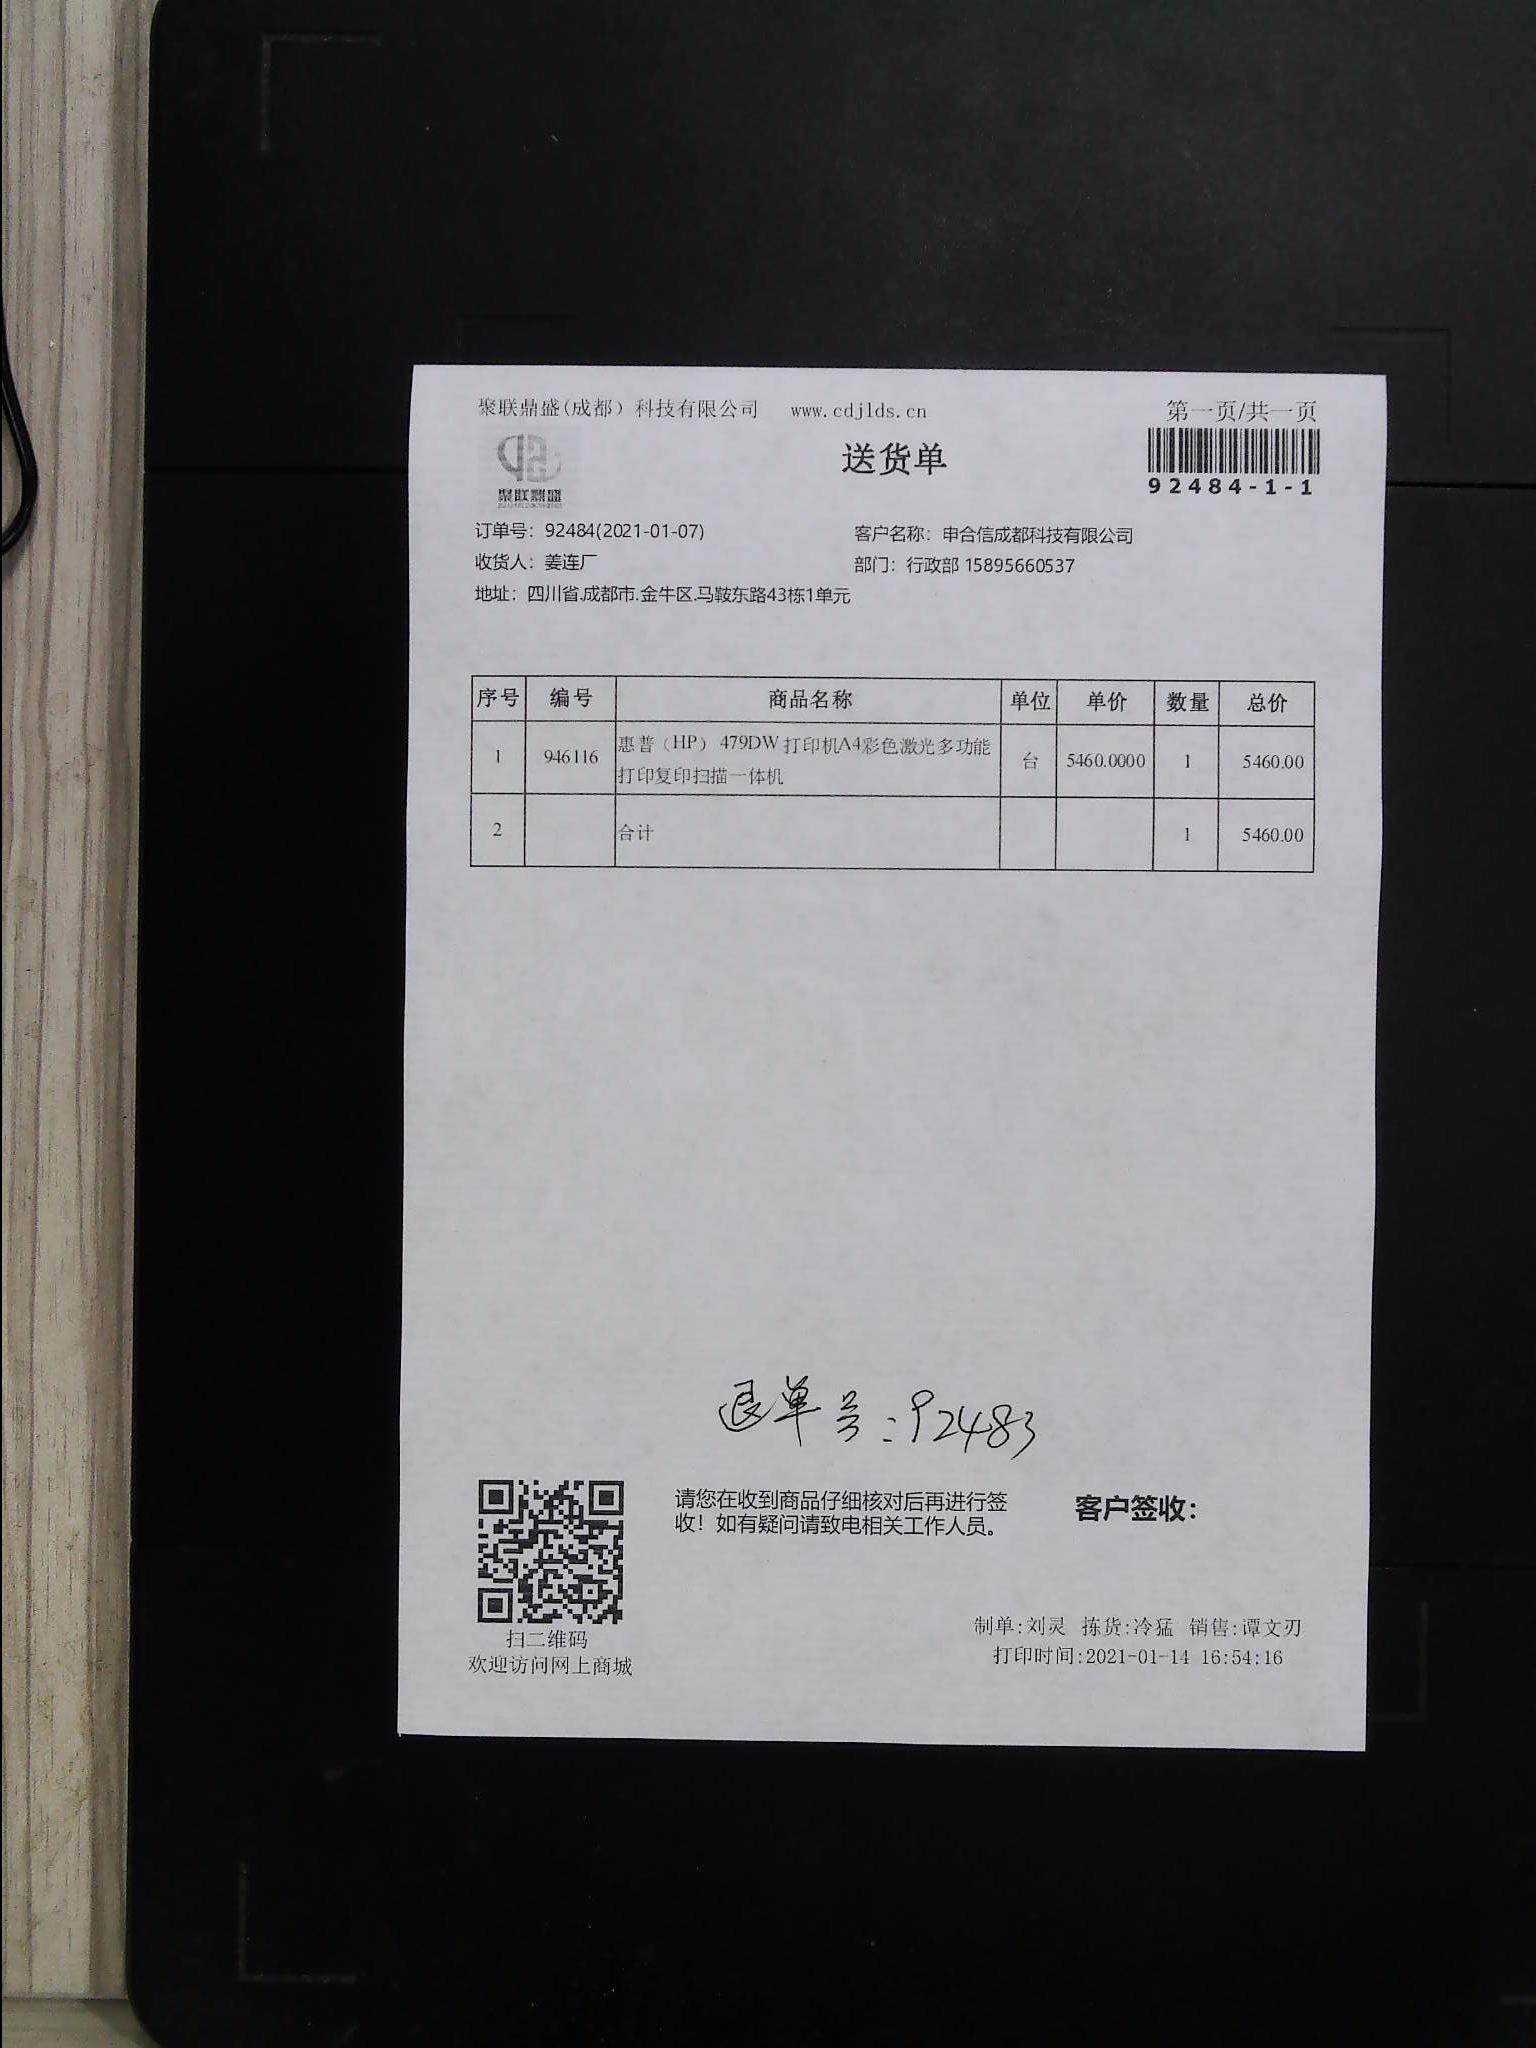 聚联鼎盛(成都）科技有限公司 www.cdjlds.cn
第一页/共一页
聚联鼎盛
送货单
92484-1-1
订单号：92484(2021-01-07)
客户名称：申合信成都科技有限公司
收货人：姜连厂
部门：行政部 15895660537
地址：四川省.成都市.金牛区.马鞍东路43栋1单元
序号 编号 商品名称 单位 单价 数量 总价
1 946116 惠普（HP） 479DW 打印机A4彩色激光多功能 台 5460.0000 1 5460.00
打印复印扫描一体机
2 合计 1 5460.00
退单号：92483
请您在收到商品仔细核对后再进行签
收！如有疑问请致电相关工作人员。
客户签收：
扫二维码
欢迎访问网上商城
制单:刘灵 拣货:冷猛 销售:谭文刃
打印时间:2021-01-14 16:54:16